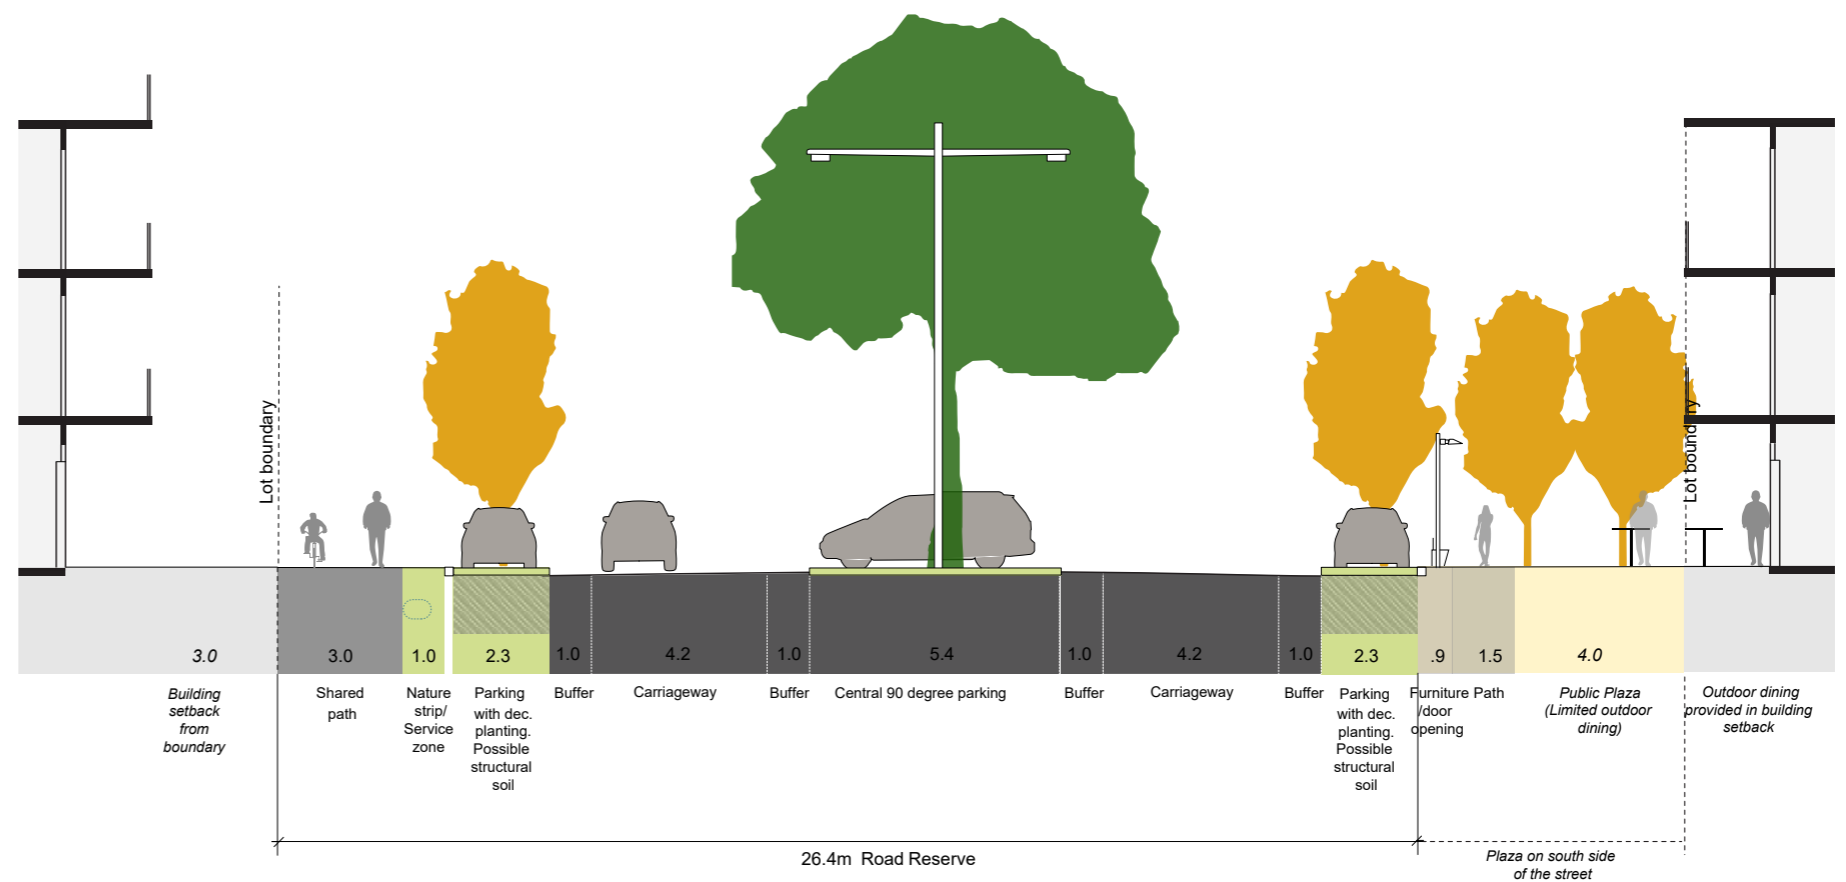 Lot boundary
Lot boundary
3.0
3.0
1.0
2.3
1.0
4.2
1.0
5.4
1.0
4.2
1.0
2.3
.9
1.5
4.0
Building
setback
from
boundary
Shared
path
Nature
strip/
Service
zone
Parking
with dec.
planting.
Possible
structural
soil
Buffer
Carriageway
Buffer
Central 90 degree parking
Buffer
Carriageway
Buffer
Parking
with dec.
planting.
Possible
structural
soil
Furniture
/door
opening
Path
Public Plaza
(Limited outdoor
dining)
Outdoor dining
provided in building
setback
26.4m Road Reserve
Plaza on south side
of the street